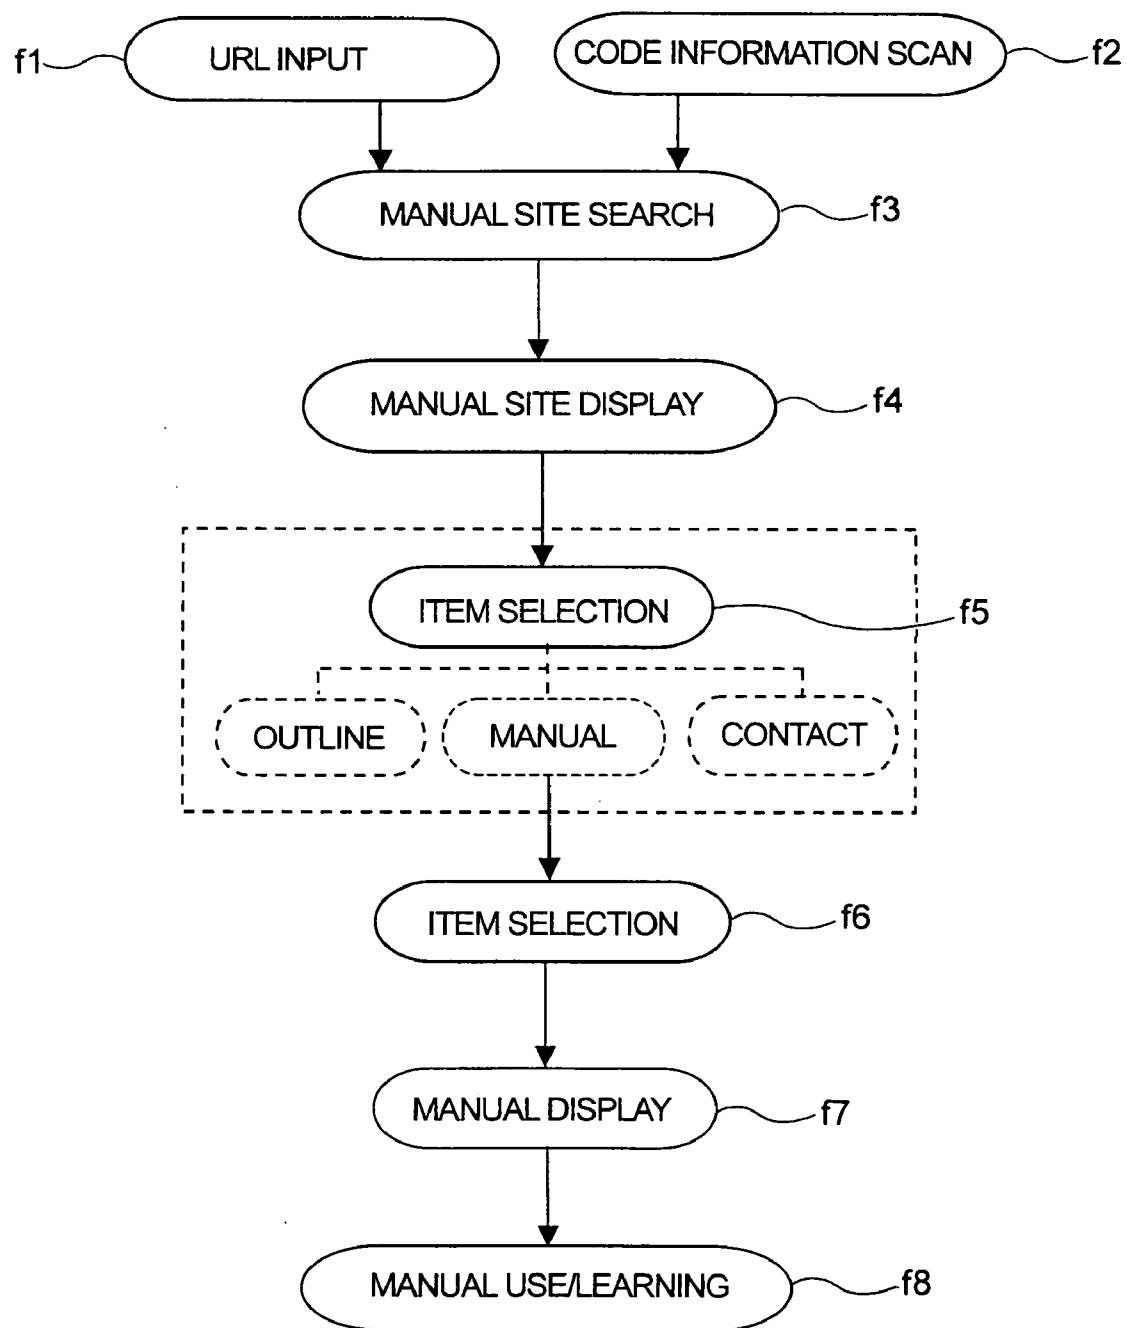 f1 URL INPUT
CODE INFORMATION SCAN f2
MANUAL SITE SEARCH f3
MANUAL SITE DISPLAY f4
ITEM SELECTION f5
OUTLINE MANUAL CONTACT
ITEM SELECTION f6
MANUAL DISPLAY f7
MANUAL USE/LEARNING f8